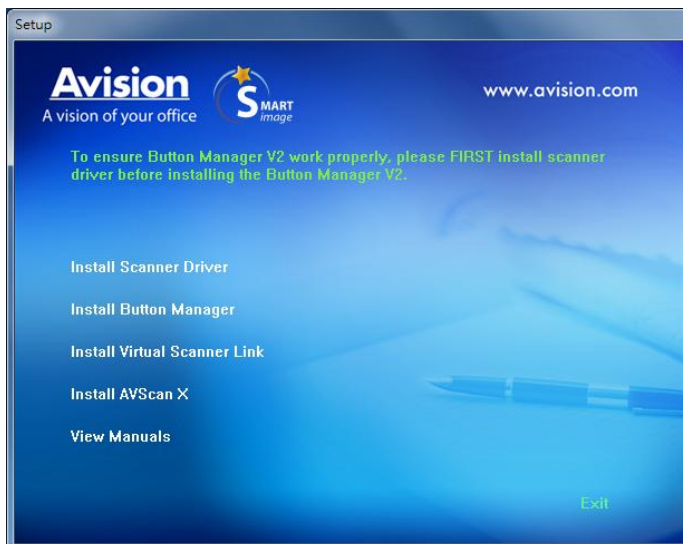 Setup
Avision
A vision of your office
SMART
image
www.avision.com
To ensure Button Manager V2 work properly, please FIRST install scanner
driver before installing the Button Manager V2.
Install Scanner Driver
Install Button Manager
Install Virtual Scanner Link
Install AVScan X
View Manuals
Exit